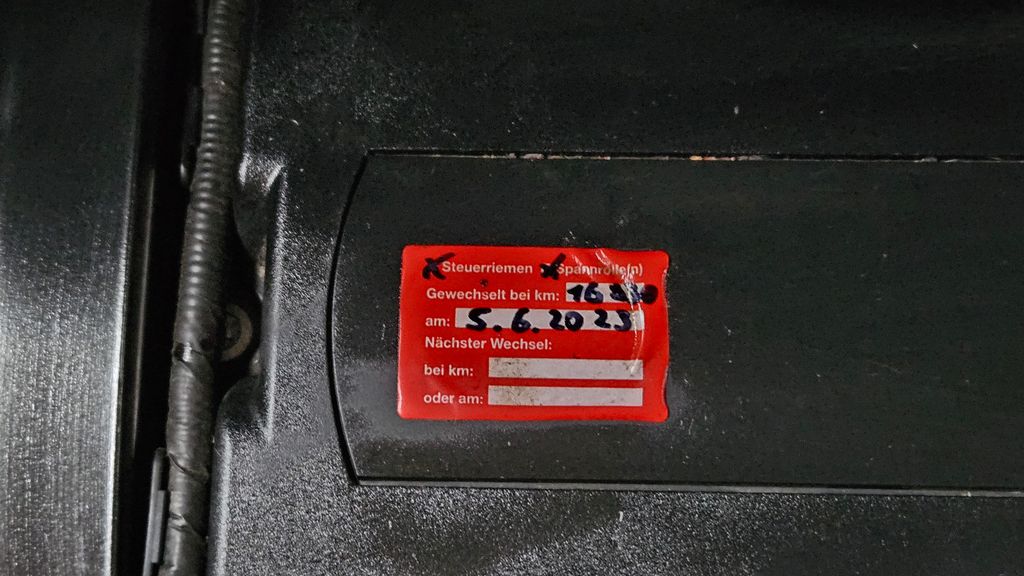 x Steuerriemen x Spannrolle(n)
Gewechselt bei km:
am: 5.6.2023
Nächster Wechsel:
bei km:
oder am: